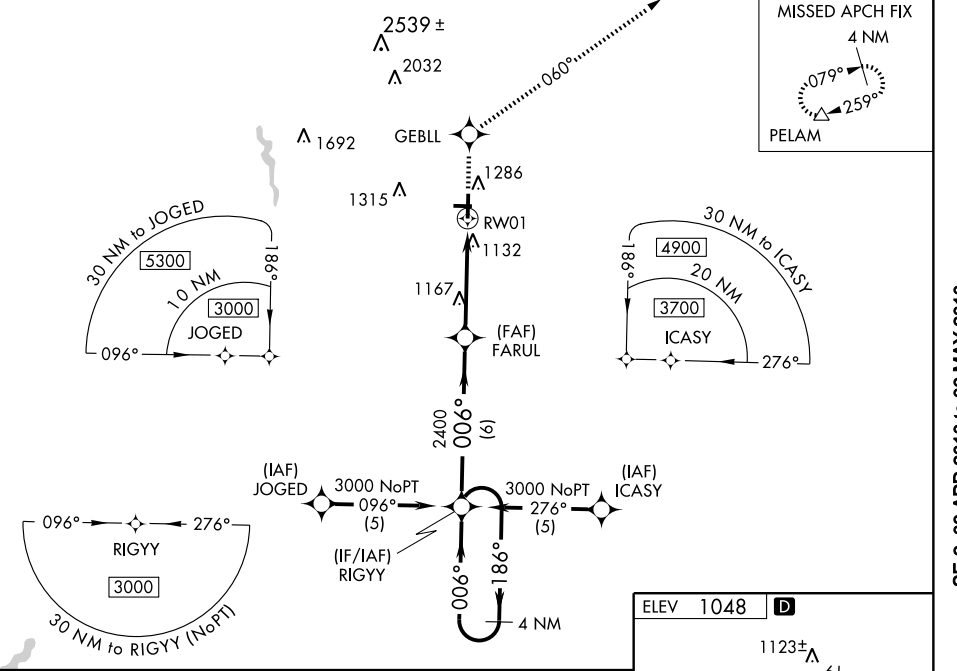 MISSED APCH FIX
4 NM
079°
259°
PELAM
2539 ±
2032
060°
1692
GEBLL
1286
1315
RW01
1132
1167
(FAF)
FARUL
30 NM to JOGED
5300
10 NM
3000
JOGED
186°
096°
30 NM to ICASY
4900
20 NM
3700
ICASY
186°
276°
2400
006°
(6)
(IAF)
JOGED
3000 NoPT
096°
(5)
(IAF)
ICASY
3000 NoPT
276°
(5)
(IF/IAF)
RIGYY
006°
186°
4 NM
096°
276°
RIGYY
3000
30 NM to RIGYY (NoPT)
ELEV 1048 D
1123±